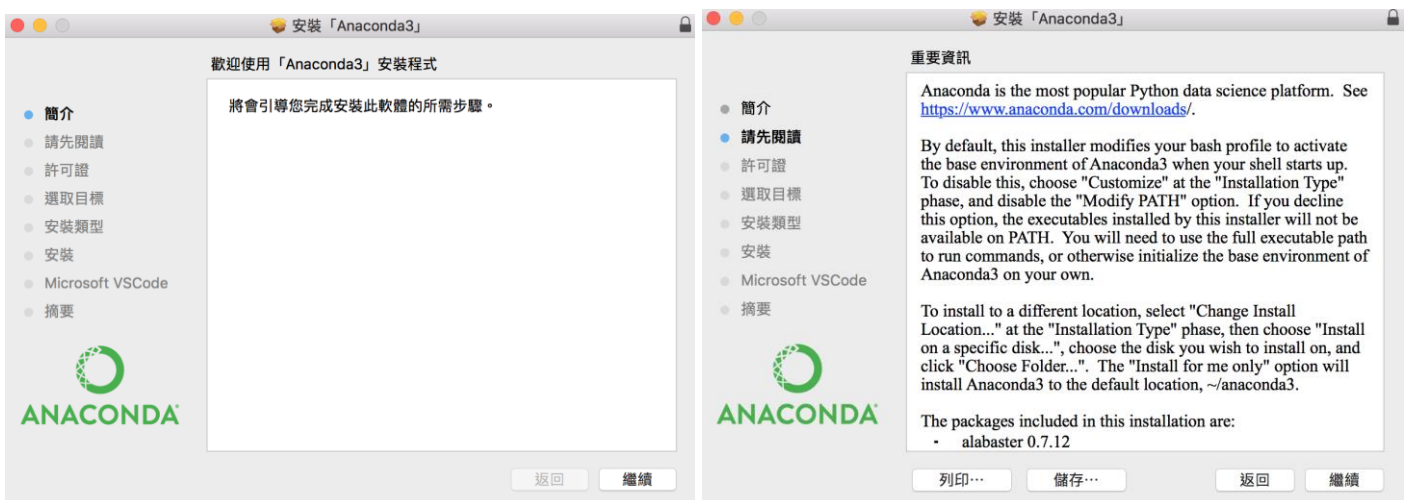 安裝「Anaconda3」
歡迎使用「Anaconda3」安裝程式
簡介
請先閱讀
許可證
選取目標
安裝類型
安裝
Microsoft VSCode
摘要
將會引導您完成安裝此軟體的所需步驟。
ANACONDA
返回
繼續
安裝「Anaconda3」
重要資訊
簡介
請先閱讀
許可證
選取目標
安裝類型
安裝
Microsoft VSCode
摘要
Anaconda is the most popular Python data science platform. See
https://www.anaconda.com/downloads/.
By default, this installer modifies your bash profile to activate
the base environment of Anaconda3 when your shell starts up.
To disable this, choose "Customize" at the "Installation Type"
phase, and disable the "Modify PATH" option. If you decline
this option, the executables installed by this installer will not be
available on PATH. You will need to use the full executable path
to run commands, or otherwise initialize the base environment of
Anaconda3 on your own.
To install to a different location, select "Change Install
Location..." at the "Installation Type" phase, then choose "Install
on a specific disk...", choose the disk you wish to install on, and
click "Choose Folder...". The "Install for me only" option will
install Anaconda3 to the default location, ~/anaconda3.
The packages included in this installation are:
- alabaster 0.7.12
ANACONDA
列印…
儲存…
返回
繼續